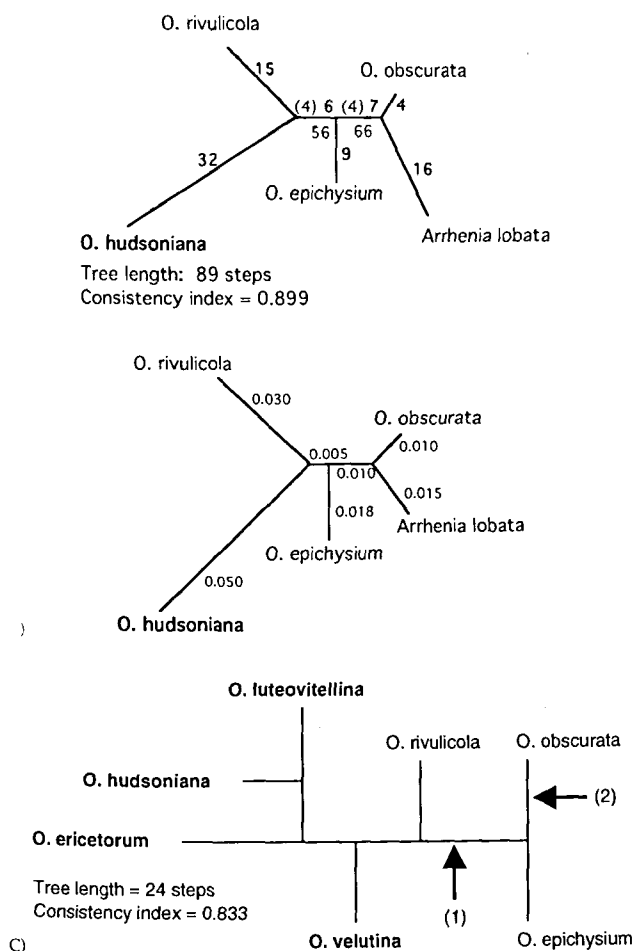 O. rivulicola
15
O. obscurata
(4) 6 (4) 7 4
56 66
32 9 16
O. epichysium
Arrhenia lobata
O. hudsoniana
Tree length: 89 steps
Consistency index = 0.899
O. rivulicola
0.030
O. obscurata
0.005 0.010
0.010
0.015
0.018
Arrhenia lobata
O. epichysium
0.050
O. hudsoniana
)
O. luteovitellina
O. rivulicola O. obscurata
O. hudsoniana
(2)
O. ericetorum
Tree length = 24 steps
Consistency index = 0.833
(1)
C) O. velutina O. epichysium